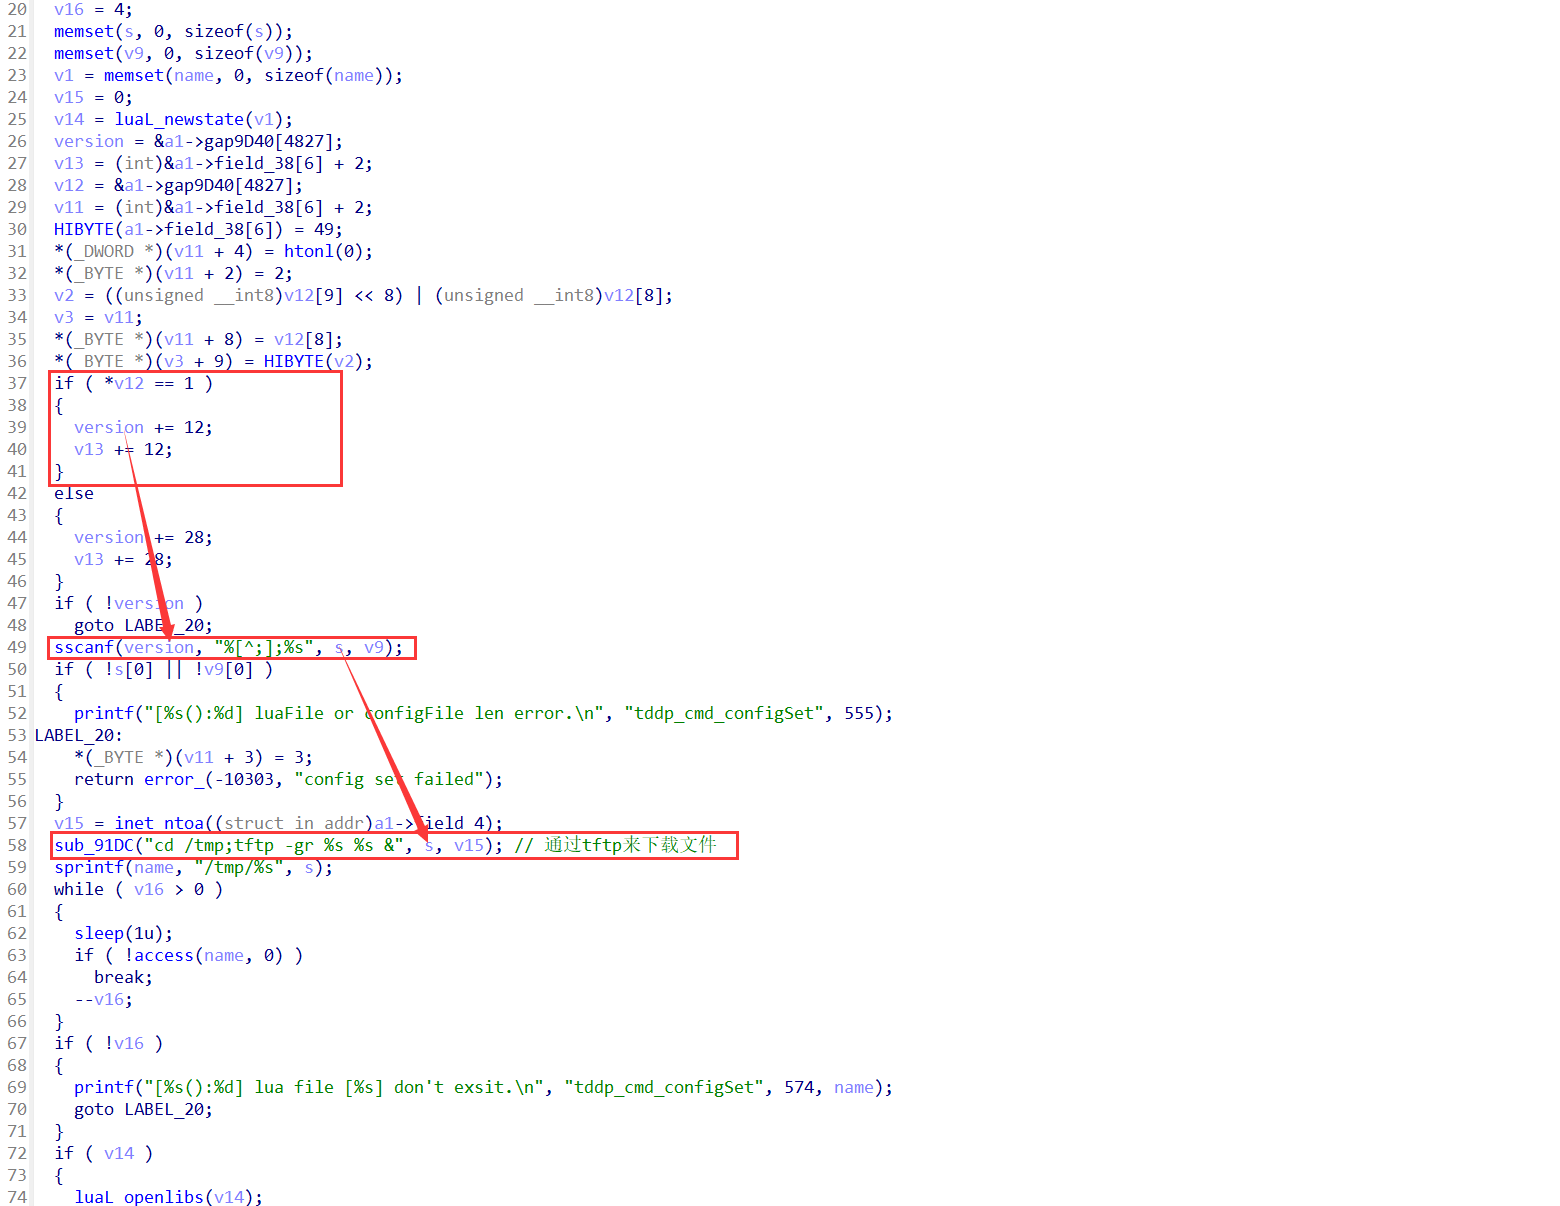 20 v16 = 4;
21 memset(s, 0, sizeof(s));
22 memset(v9, 0, sizeof(v9));
23 v1 = memset(name, 0, sizeof(name));
24 v15 = 0;
25 v14 = luaL_newstate(v1);
26 version = &a1->gap9D40[4827];
27 v13 = (int)&a1->field_38[6] + 2;
28 v12 = &a1->gap9D40[4827];
29 v11 = (int)&a1->field_38[6] + 2;
30 HIBYTE(a1->field_38[6]) = 49;
31 *(_DWORD *)(v11 + 4) = htonl(0);
32 *(_BYTE *)(v11 + 2) = 2;
33 v2 = ((unsigned __int8)v12[9] << 8) | (unsigned __int8)v12[8];
34 v3 = v11;
35 *(_BYTE *)(v11 + 8) = v12[8];
36 *(_BYTE *)(v3 + 9) = HIBYTE(v2);
37 if ( *v12 == 1 )
38 {
39 version += 12;
40 v13 += 12;
41 }
42 else
43 {
44 version += 28;
45 v13 += 28;
46 }
47 if ( !version )
48 goto LABEL_20;
49 sscanf(version, "%[^;];%s", s, v9);
50 if ( !s[0] || !v9[0] )
51 {
52 printf("[%s():%d] luaFile or configFile len error.\n", "tddp_cmd_configSet", 555);
53 LABEL_20:
54 *(_BYTE *)(v11 + 3) = 3;
55 return error_(-10303, "config set failed");
56 }
57 v15 = inet_ntoa((struct in_addr)a1->field_4);
58 sub_91DC("cd /tmp;tftp -gr %s %s &", s, v15); // 通过tftp来下载文件
59 sprintf(name, "/tmp/%s", s);
60 while ( v16 > 0 )
61 {
62 sleep(1u);
63 if ( !access(name, 0) )
64 break;
65 --v16;
66 }
67 if ( !v16 )
68 {
69 printf("[%s():%d] lua file [%s] don't exsit.\n", "tddp_cmd_configSet", 574, name);
70 goto LABEL_20;
71 }
72 if ( v14 )
73 {
74 luaL_openlibs(v14);